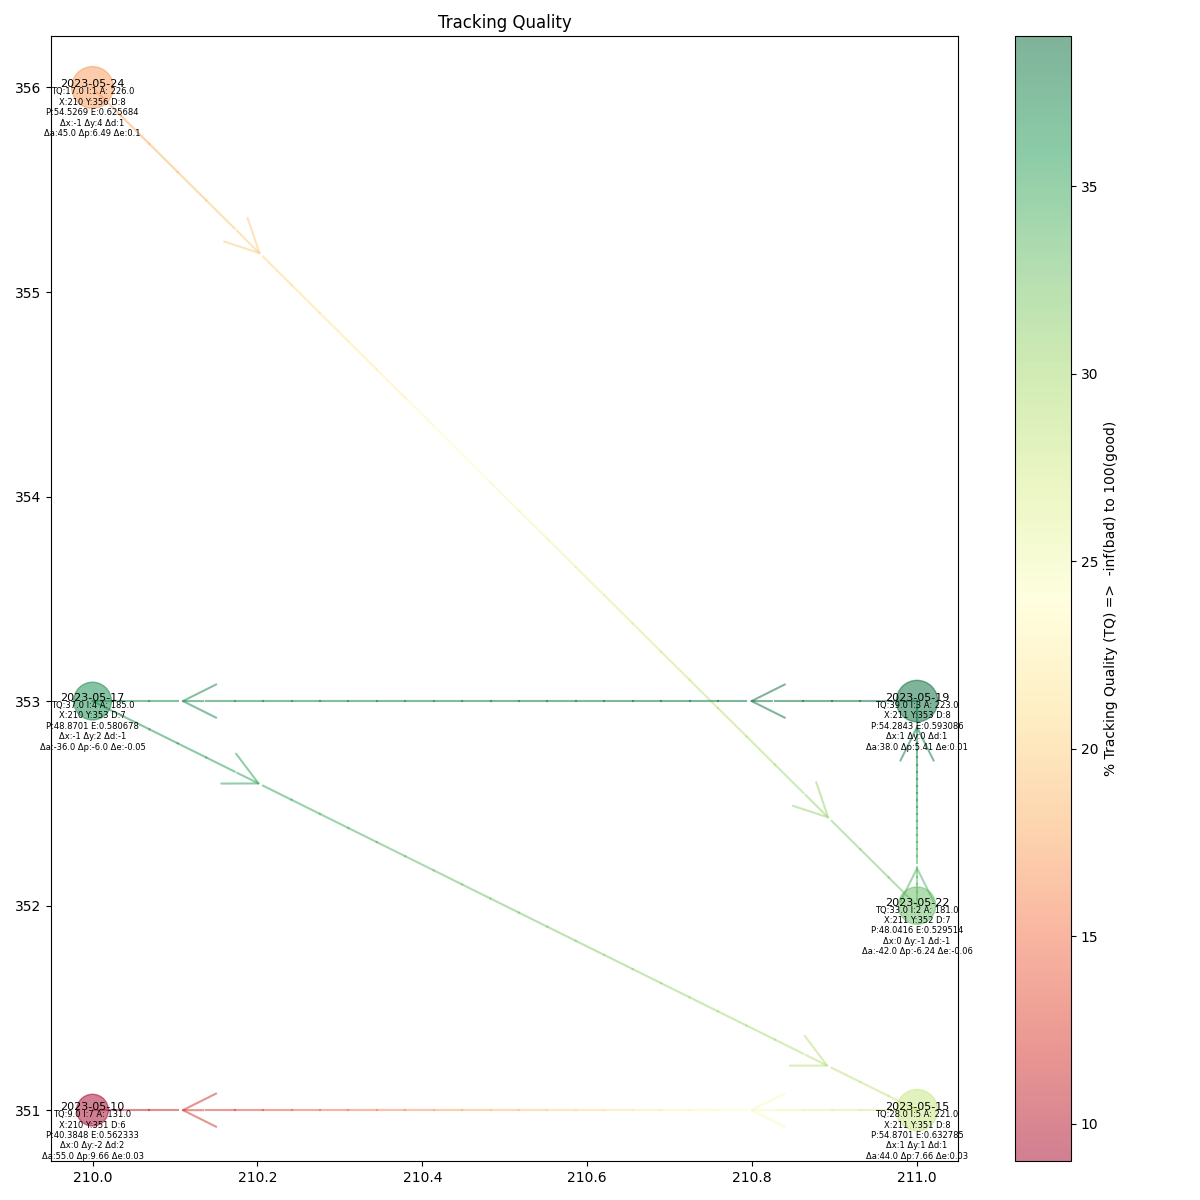 Tracking Quality
356
355
354
353
352
351
210.0
210.2
210.4
210.6
210.8
211.0
2023-05-24
TQ:17.0 I:1 A: 226.0
X:210 Y:356 D:8
P:54.5269 E:0.625684
Δx:-1 Δy:4 Δd:1
Δa:45.0 Δp:6.49 Δe:0.1
2023-05-17
TQ:37.0 I:4 A: 185.0
X:210 Y:353 D:7
P:48.8701 E:0.580678
Δx:-1 Δy:2 Δd:-1
Δa:-36.0 Δp:-6.0 Δe:-0.05
2023-05-19
TQ:39.0 I:3 A: 223.0
X:211 Y:353 D:8
P:54.2843 E:0.593086
Δx:1 Δy:0 Δd:1
Δa:38.0 Δp:5.41 Δe:0.01
2023-05-22
TQ:33.0 I:2 A: 181.0
X:211 Y:352 D:7
P:48.0416 E:0.529514
Δx:0 Δy:-1 Δd:-1
Δa:-42.0 Δp:-6.24 Δe:-0.06
2023-05-10
TQ:9.0 I:7 A: 131.0
X:210 Y:351 D:6
P:40.3848 E:0.562333
Δx:0 Δy:-2 Δd:2
Δa:55.0 Δp:9.66 Δe:0.03
2023-05-15
TQ:28.0 I:5 A: 221.0
X:211 Y:351 D:8
P:54.8701 E:0.632785
Δx:1 Δy:1 Δd:1
Δa:44.0 Δp:7.66 Δe:0.03
35
30
25
20
15
10
% Tracking Quality (TQ) =>  -inf(bad) to 100(good)